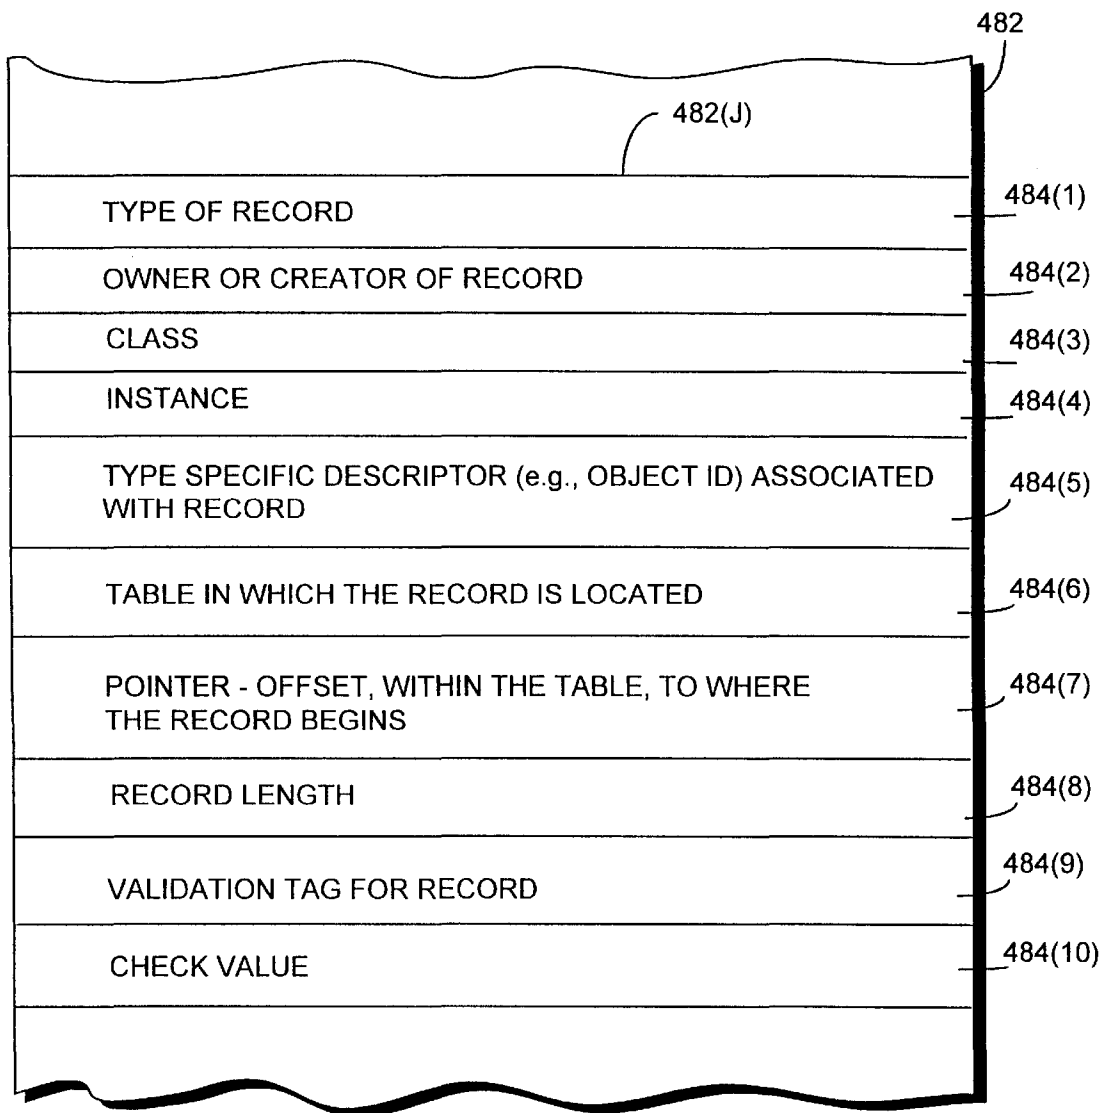 482
482(J)
TYPE OF RECORD
484(1)
OWNER OR CREATOR OF RECORD
484(2)
CLASS
484(3)
INSTANCE
484(4)
TYPE SPECIFIC DESCRIPTOR (e.g., OBJECT ID) ASSOCIATED
WITH RECORD
484(5)
TABLE IN WHICH THE RECORD IS LOCATED
484(6)
POINTER - OFFSET, WITHIN THE TABLE, TO WHERE
THE RECORD BEGINS
484(7)
RECORD LENGTH
484(8)
VALIDATION TAG FOR RECORD
484(9)
CHECK VALUE
484(10)